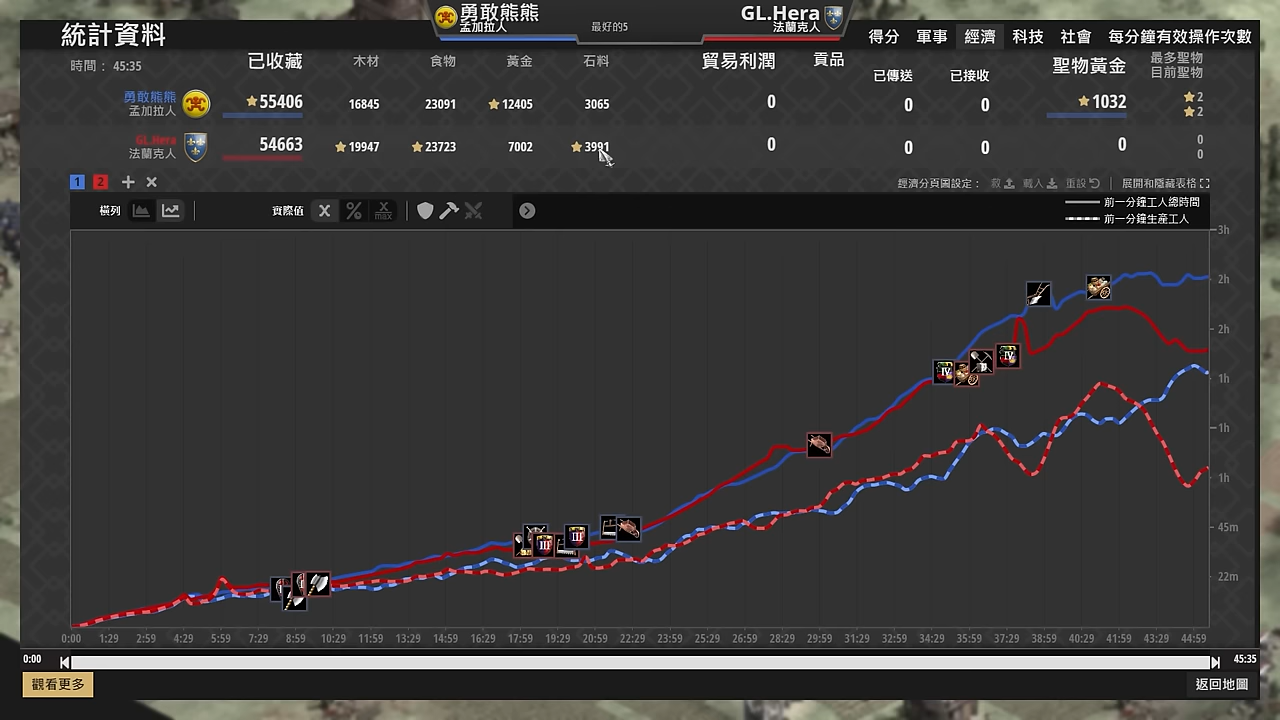 勇敢熊熊
孟加拉人
最好的5
GL.Hera
法蘭克人
統計資料
得分 軍事 經濟 科技 社會 每分鐘有效操作次數
時間： 45:35
已收藏 木材 食物 黃金 石料 貿易利潤 貢品 已傳送 已接收 聖物黃金 最多聖物
目前聖物
勇敢熊熊
孟加拉人
55406 16845 23091 12405 3065 0 0 0 1032 2
2
GL.Hera
法蘭克人
54663 19947 23723 7002 3991 0 0 0 0 0
0
1 2
經濟分頁圖設定： 載入 重設 展開和隱藏表格
橫列 實際值 X % X max
前一分鐘工人總時間
前一分鐘生產工人
3h
2h
2h
1h
1h
1h
45m
22m
IV
IV
III
III
0:00 1:29 2:59 4:29 5:59 7:29 8:59 10:29 11:59 13:29 14:59 16:29 17:59 19:29 20:59 22:29 23:59 25:29 26:59 28:29 29:59 31:29 32:59 34:29 35:59 37:29 38:59 40:29 41:59 43:29 44:59
0:00 45:35
觀看更多 返回地圖